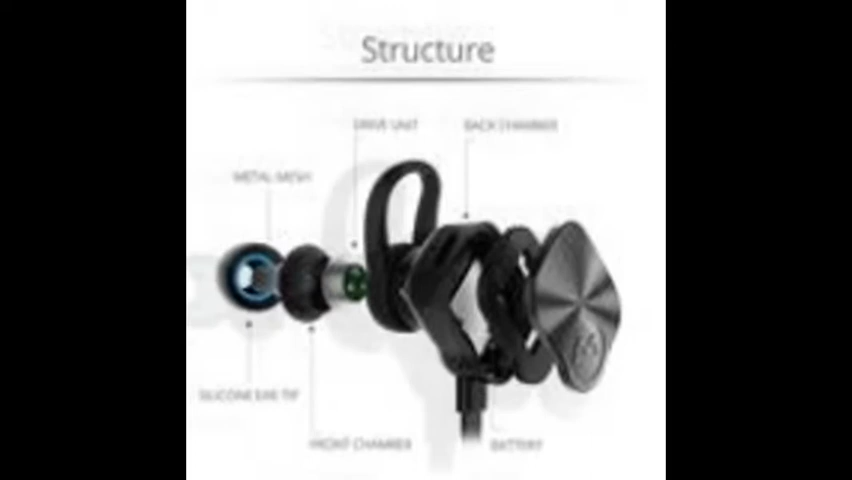 Structure
DRIVE UNIT
BACK CHAMBER
METAL MESH
SILICONE EAR TIP
FRONT CHAMBER
BATTERY